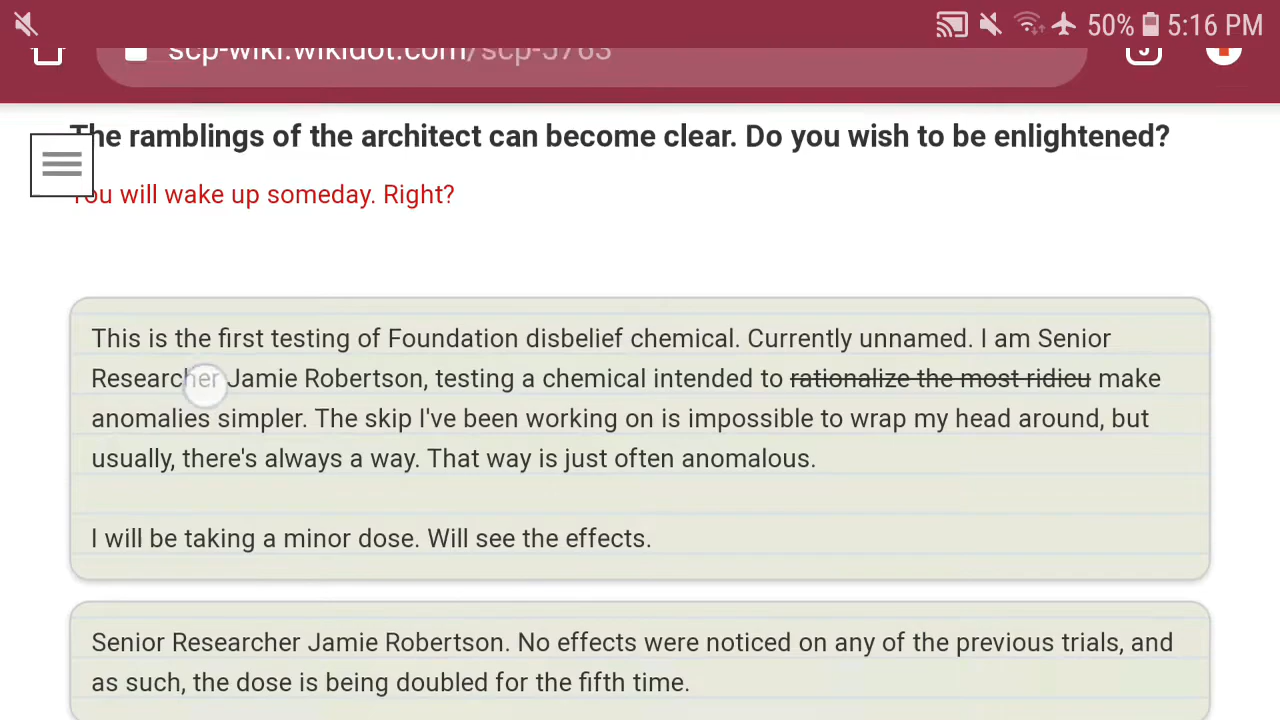 50% 5:16 PM
scp-wiki.wikidot.com/scp-5763
The ramblings of the architect can become clear. Do you wish to be enlightened?
You will wake up someday. Right?
This is the first testing of Foundation disbelief chemical. Currently unnamed. I am Senior
Researcher Jamie Robertson, testing a chemical intended to rationalize the most ridicu make
anomalies simpler. The skip I've been working on is impossible to wrap my head around, but
usually, there's always a way. That way is just often anomalous.
I will be taking a minor dose. Will see the effects.
Senior Researcher Jamie Robertson. No effects were noticed on any of the previous trials, and
as such, the dose is being doubled for the fifth time.